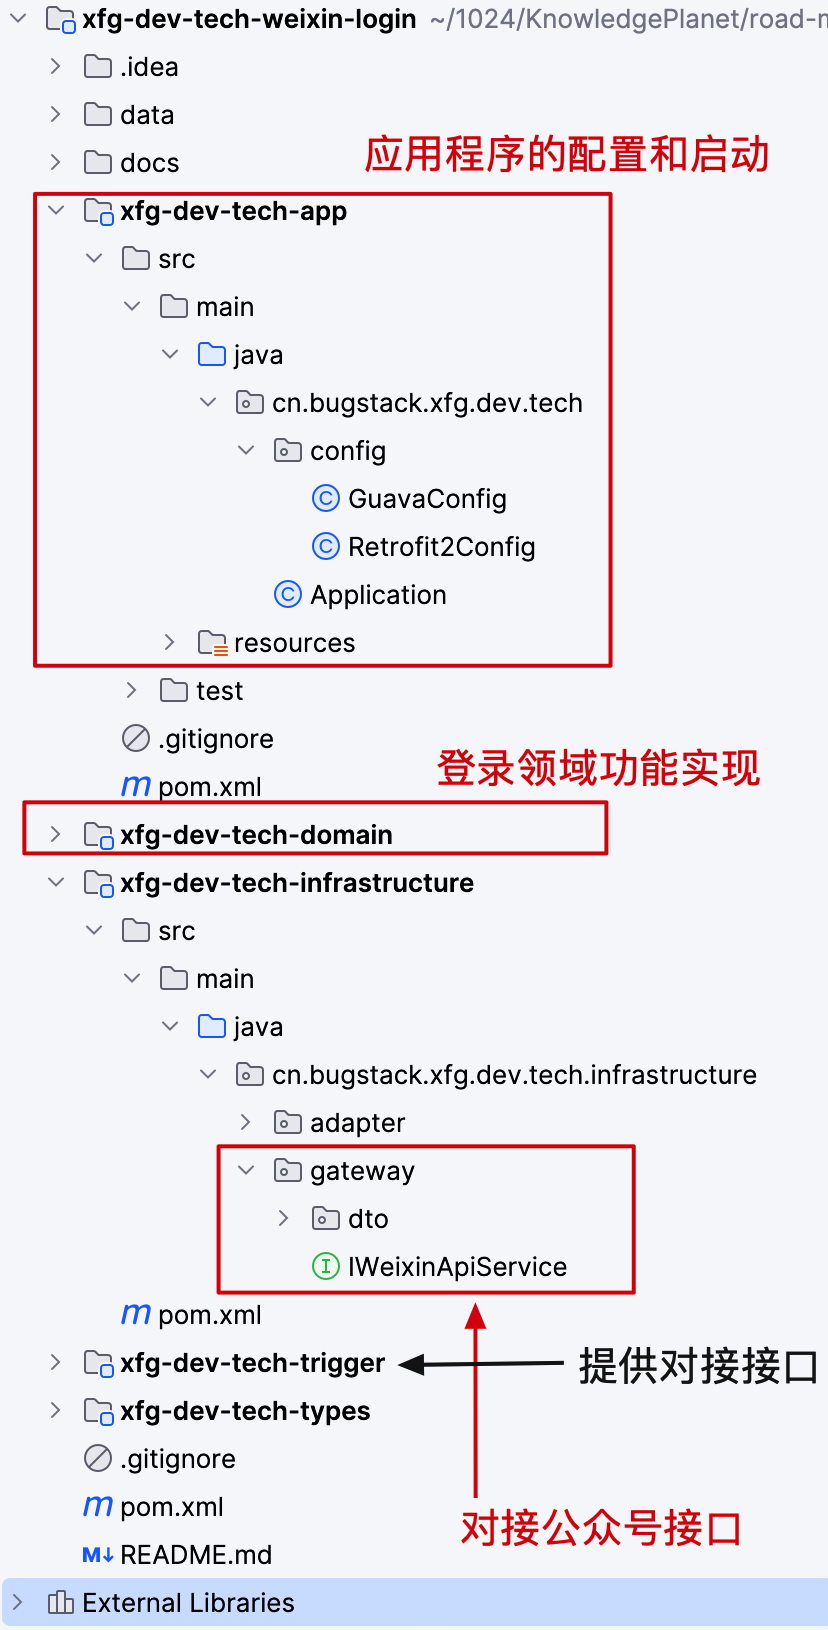 xfg-dev-tech-weixin-login ~/1024/KnowledgePlanet/road-m
.idea
data
docs
应用程序的配置和启动
xfg-dev-tech-app
src
main
java
cn.bugstack.xfg.dev.tech
config
GuavaConfig
Retrofit2Config
Application
resources
test
.gitignore
登录领域功能实现
pom.xml
xfg-dev-tech-domain
xfg-dev-tech-infrastructure
src
main
java
cn.bugstack.xfg.dev.tech.infrastructure
adapter
gateway
dto
IWeixinApiService
pom.xml
xfg-dev-tech-trigger 提供对接接口
xfg-dev-tech-types
.gitignore
pom.xml
对接公众号接口
README.md
External Libraries